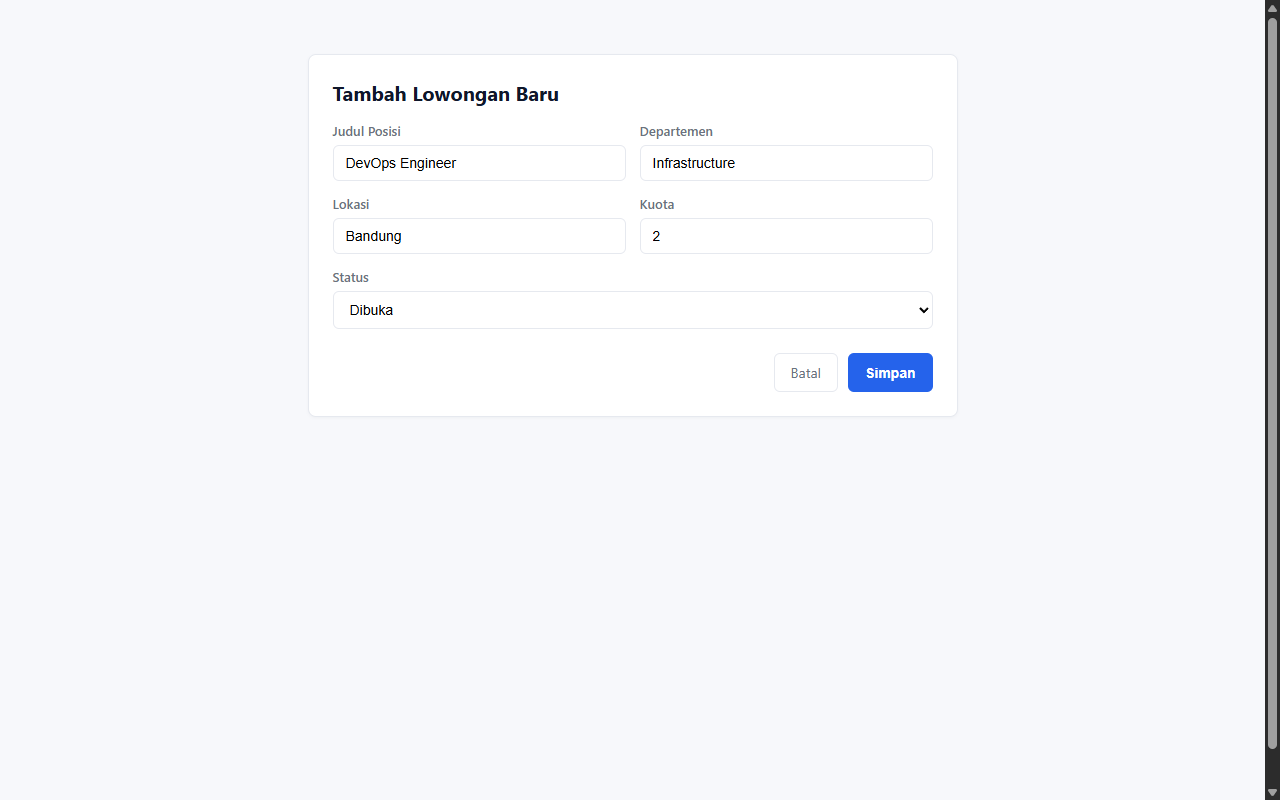 Tambah Lowongan Baru
Judul Posisi
Departemen
DevOps Engineer
Infrastructure
Lokasi
Kuota
Bandung
2
Status
Dibuka
Batal
Simpan